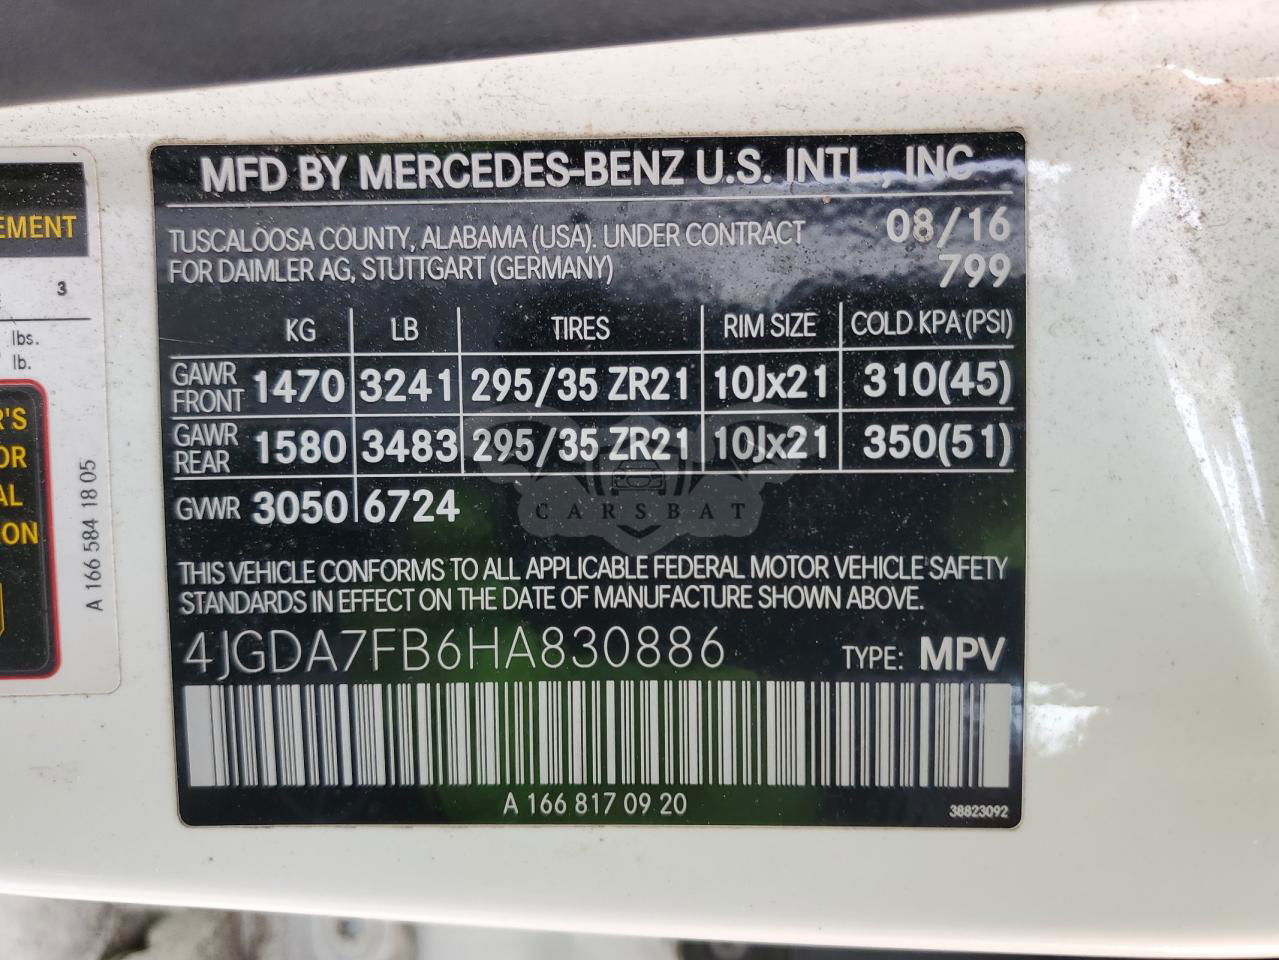 MFD BY MERCEDES-BENZ U.S. INTL., INC
TUSCALOOSA COUNTY, ALABAMA (USA). UNDER CONTRACT
FOR DAIMLER AG, STUTTGART (GERMANY)
08/16
799
KG LB TIRES RIM SIZE COLD KPA (PSI)
GAWR FRONT 1470 3241 295/35 ZR21 10Jx21 310(45)
GAWR REAR 1580 3483 295/35 ZR21 10Jx21 350(51)
GVWR 3050 6724
CARSBAT
THIS VEHICLE CONFORMS TO ALL APPLICABLE FEDERAL MOTOR VEHICLE SAFETY
STANDARDS IN EFFECT ON THE DATE OF MANUFACTURE SHOWN ABOVE.
4JGDA7FB6HA830886 TYPE: MPV
A 166 817 09 20
38823092
EMENT
3
lbs.
lb.
R'S
OR
AL
ON
A 166 584 18 05